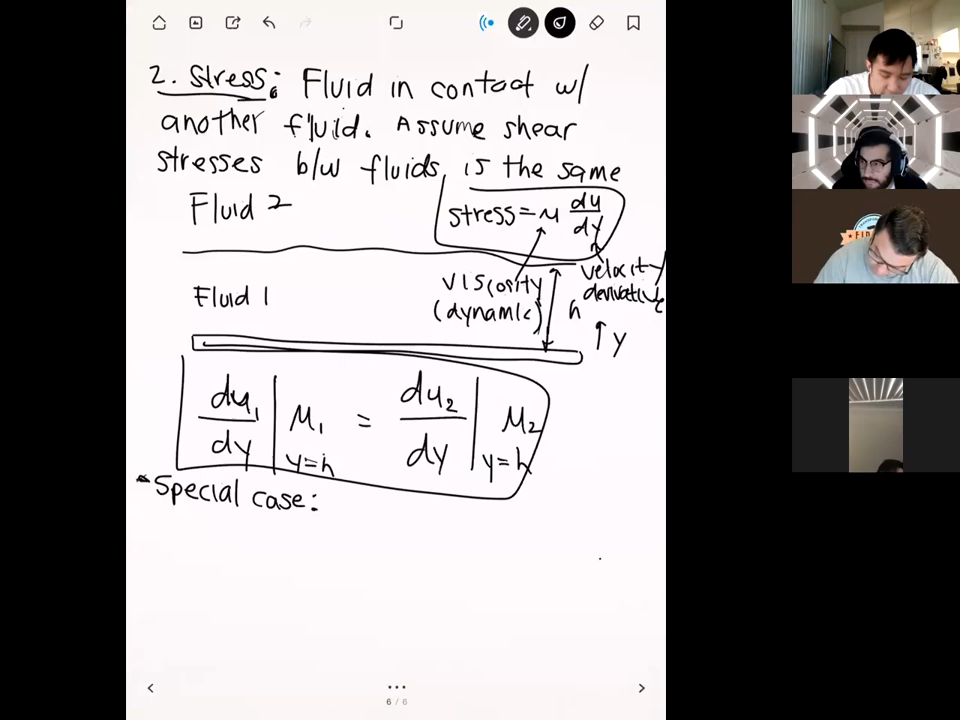 2. Stress: Fluid in contact w/
another fluid. Assume shear
stresses b/w fluids is the same
Fluid 2
stress = μ du/dy
viscosity
(dynamic)
velocity
derivative
Fluid 1
h
↑ y
du₁/dy | y=h μ₁ = du₂/dy | y=h μ₂
Special case:
6 / 6